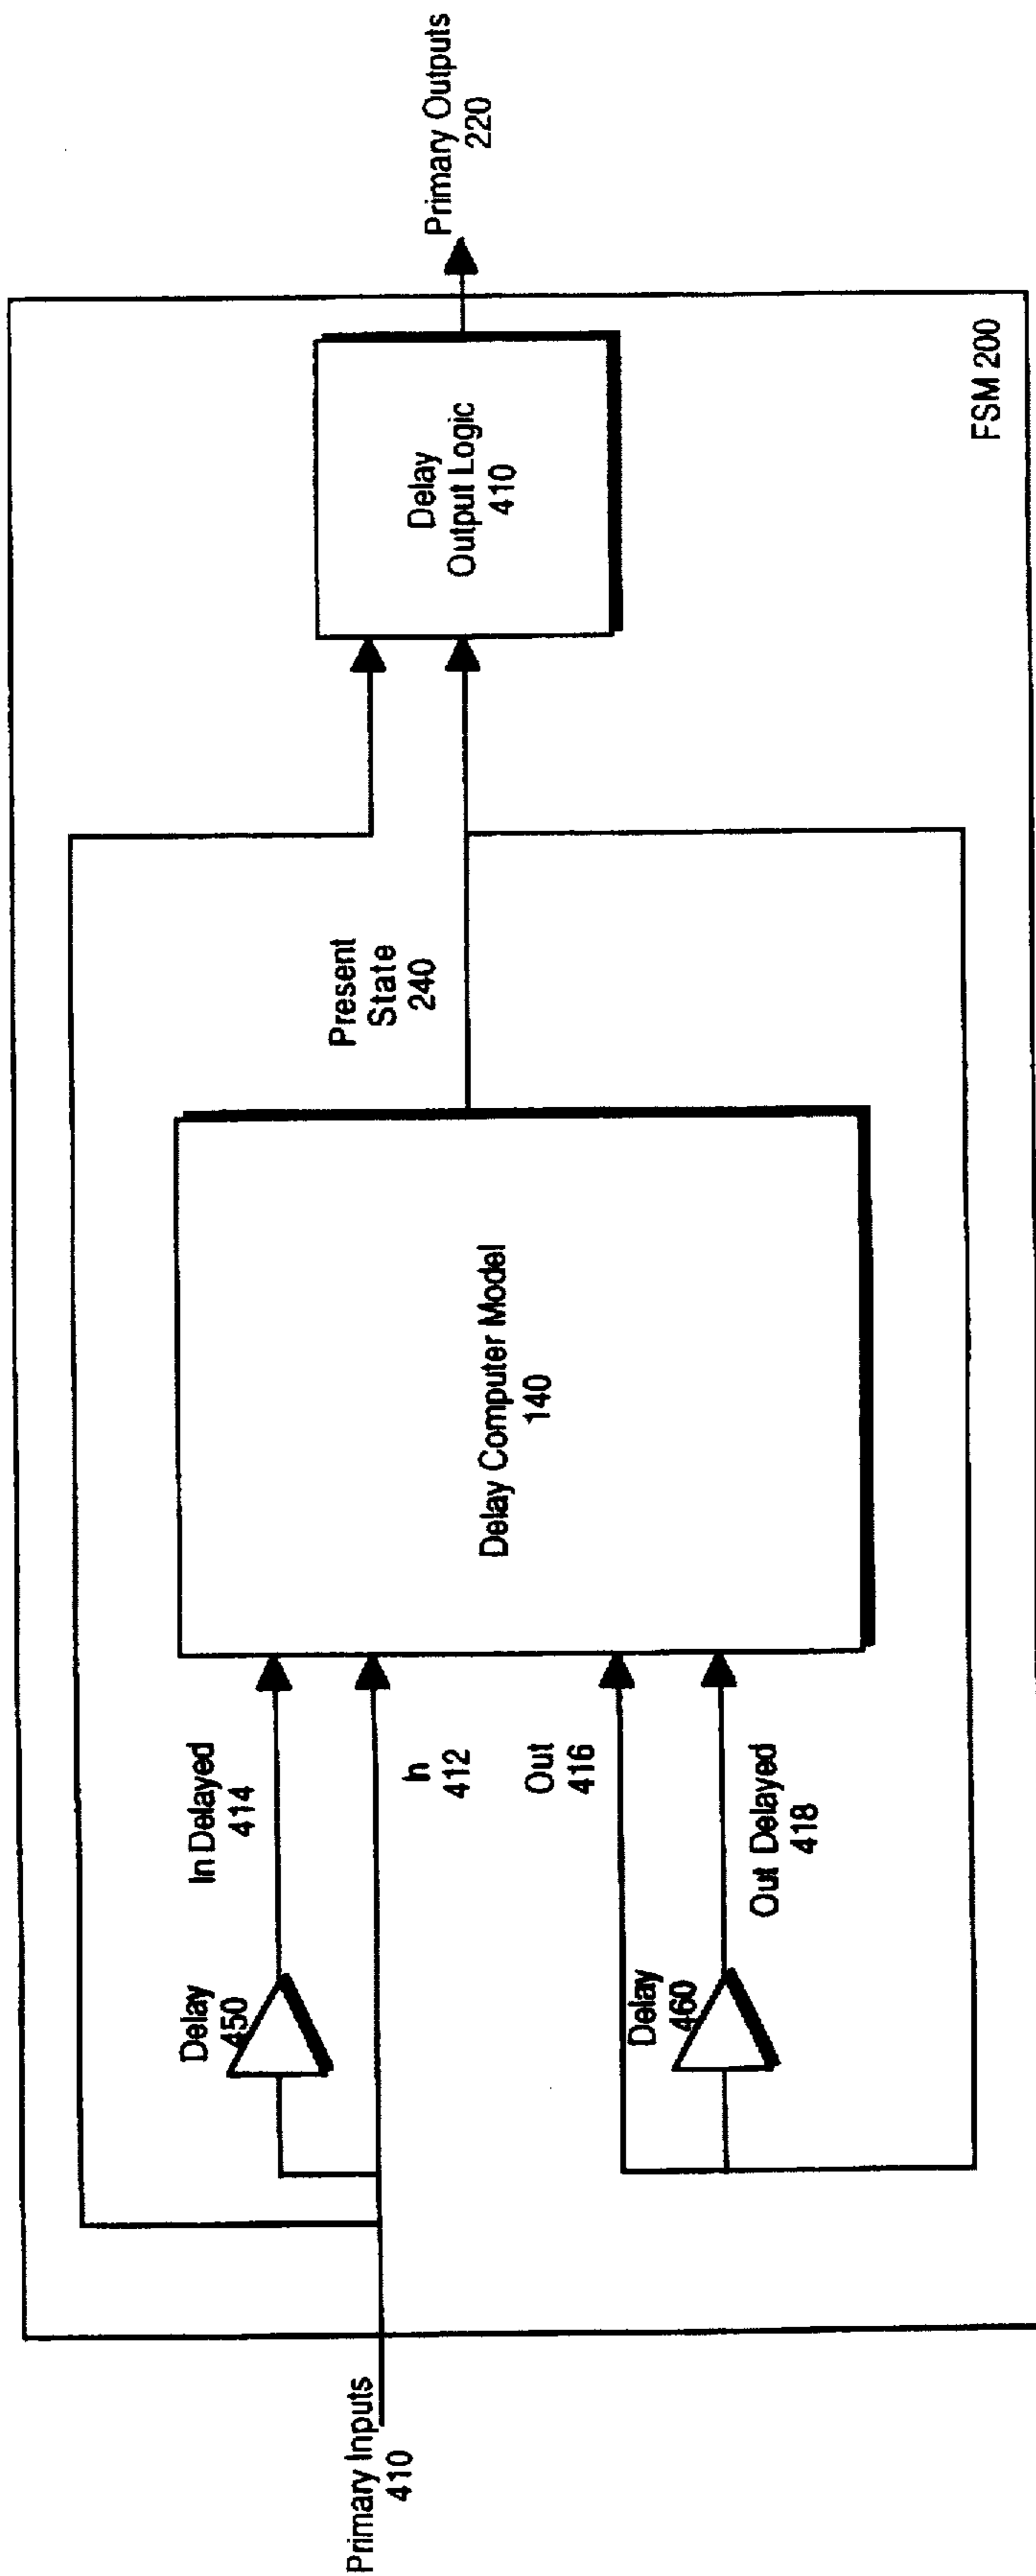 Primary Inputs
410
Delay
450
In Delayed
414
In
412
Out
416
Delay
460
Out Delayed
418
Delay Computer Model
140
Present
State
240
Delay
Output Logic
410
Primary Outputs
220
FSM 200